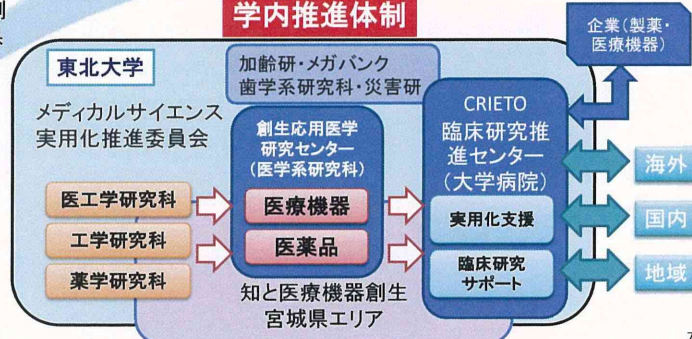 学内推進体制
企業(製薬・
医療機器)
東北大学
加齢研・メガバンク
歯学系研究科・災害研
メディカルサイエンス
実用化推進委員会
創生応用医学
研究センター
(医学系研究科)
CRIETO
臨床研究推
進センター
(大学病院)
医工学研究科
工学研究科
薬学研究科
医療機器
医薬品
実用化支援
臨床研究
サポート
海外
国内
地域
知と医療機器創生
宮城県エリア